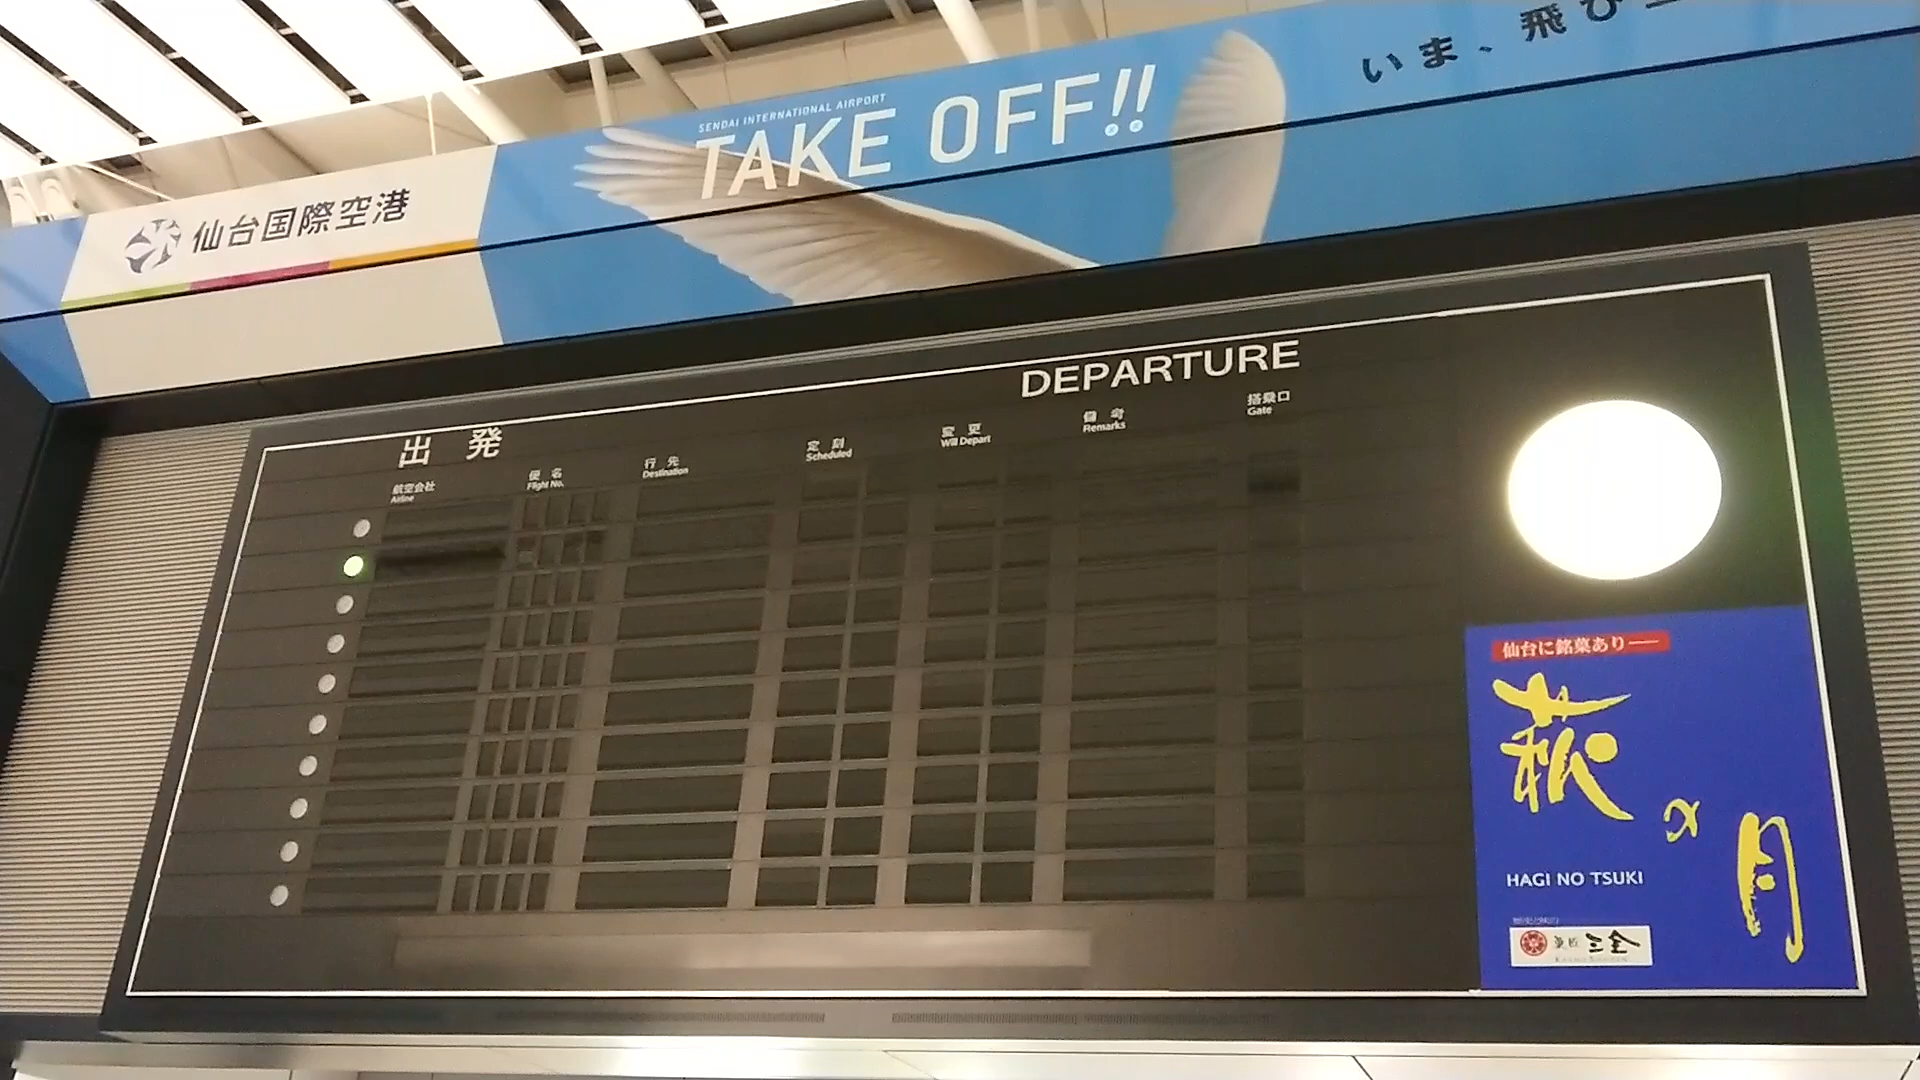 いま、飛び
SENDAI INTERNATIONAL AIRPORT
TAKE OFF!!
仙台国際空港
DEPARTURE
出 発
航空会社
Airline
便 名
Flight No.
行 先
Destination
定 刻
Scheduled
変 更
Will Depart
備 考
Remarks
搭乗口
Gate
仙台に銘菓あり──
萩の月
HAGI NO TSUKI
菓匠 三全